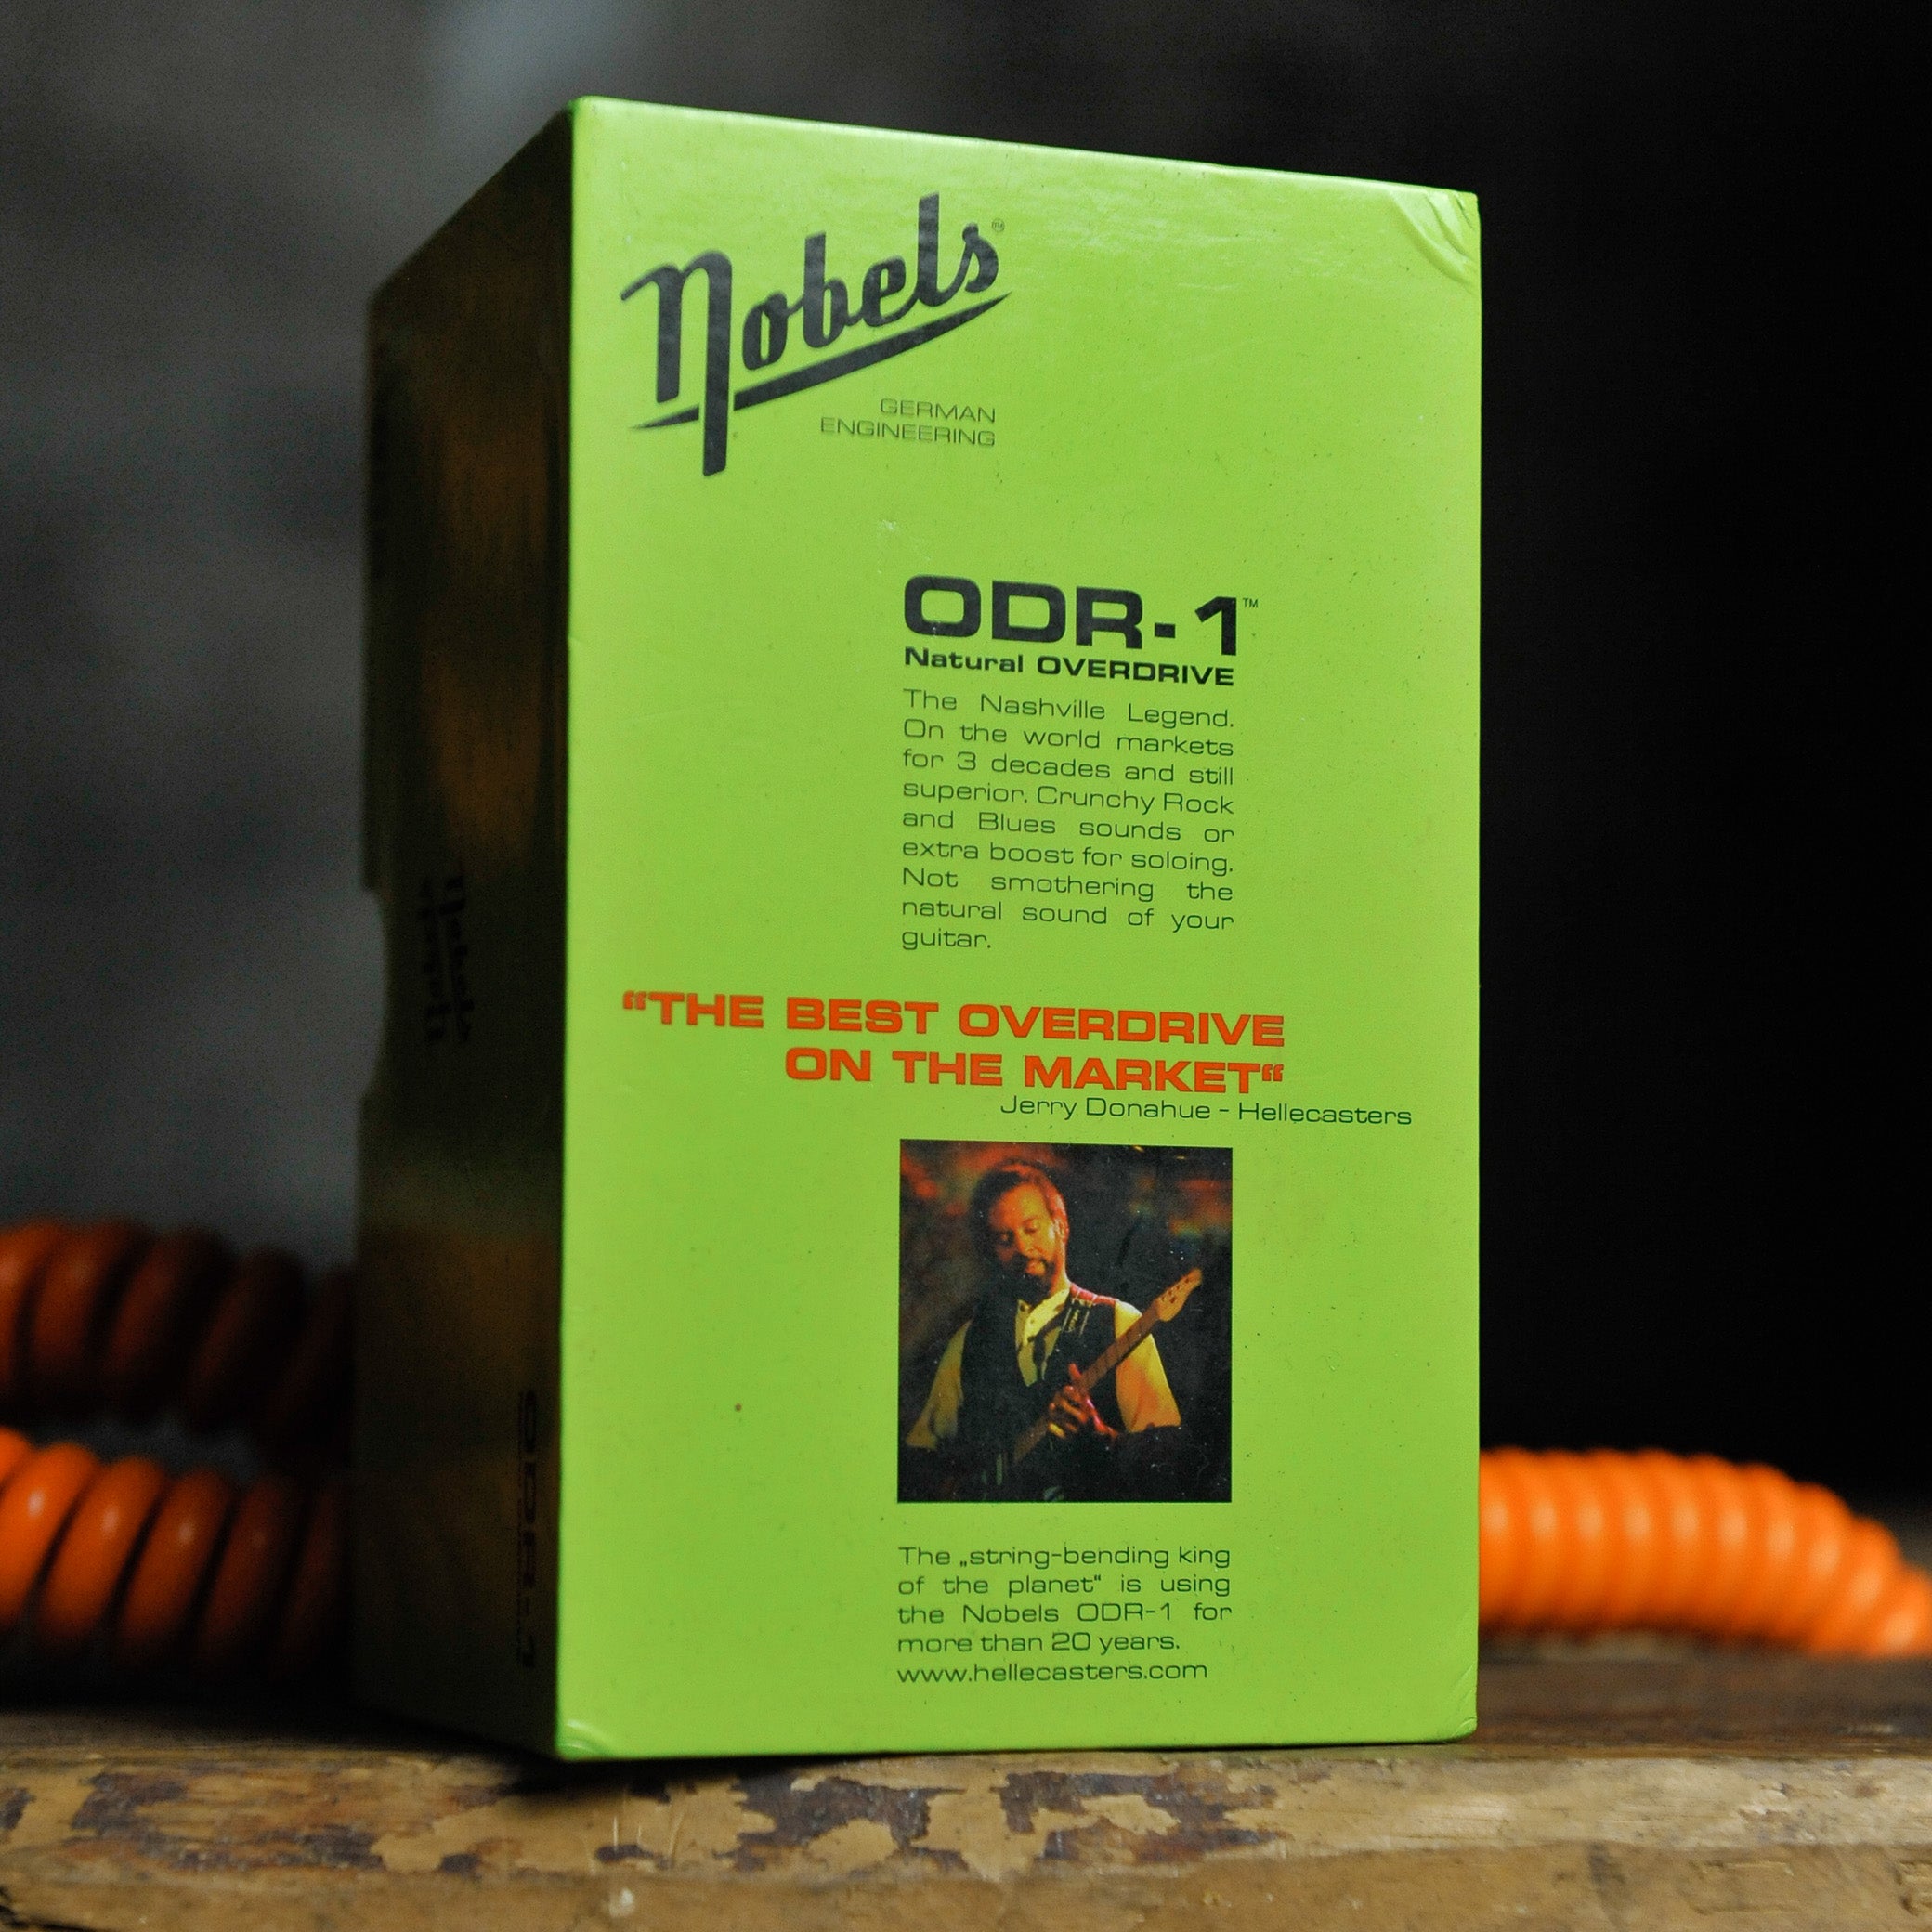 Nobels®
GERMAN
ENGINEERING
ODR-1™
Natural OVERDRIVE
The Nashville Legend.
On the world markets
for 3 decades and still
superior. Crunchy Rock
and Blues sounds or
extra boost for soloing.
Not smothering the
natural sound of your
guitar.
“THE BEST OVERDRIVE
ON THE MARKET“
Jerry Donahue - Hellecasters
The „string-bending king
of the planet“ is using
the Nobels ODR-1 for
more than 20 years.
www.hellecasters.com
Nobels
ODR-1